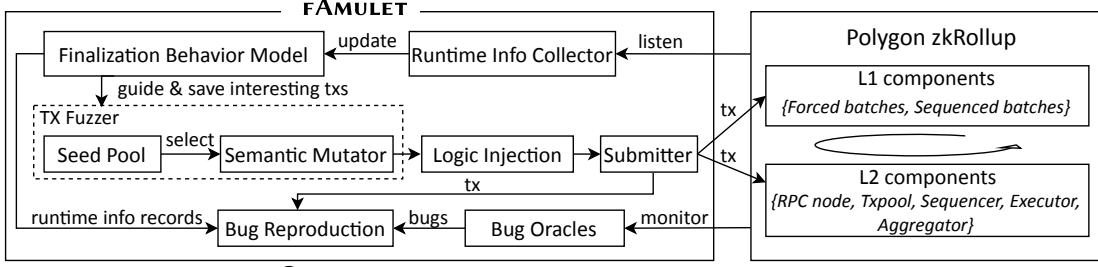 fAmulet
Finalization Behavior Model
update
Runtime Info Collector
listen
Polygon zkRollup
guide & save interesting txs
TX Fuzzer
Seed Pool
select
Semantic Mutator
Logic Injection
Submitter
tx
tx
L1 components
{Forced batches, Sequenced batches}
L2 components
{RPC node, Txpool, Sequencer, Executor,
Aggregator}
tx
runtime info records
Bug Reproduction
bugs
Bug Oracles
monitor